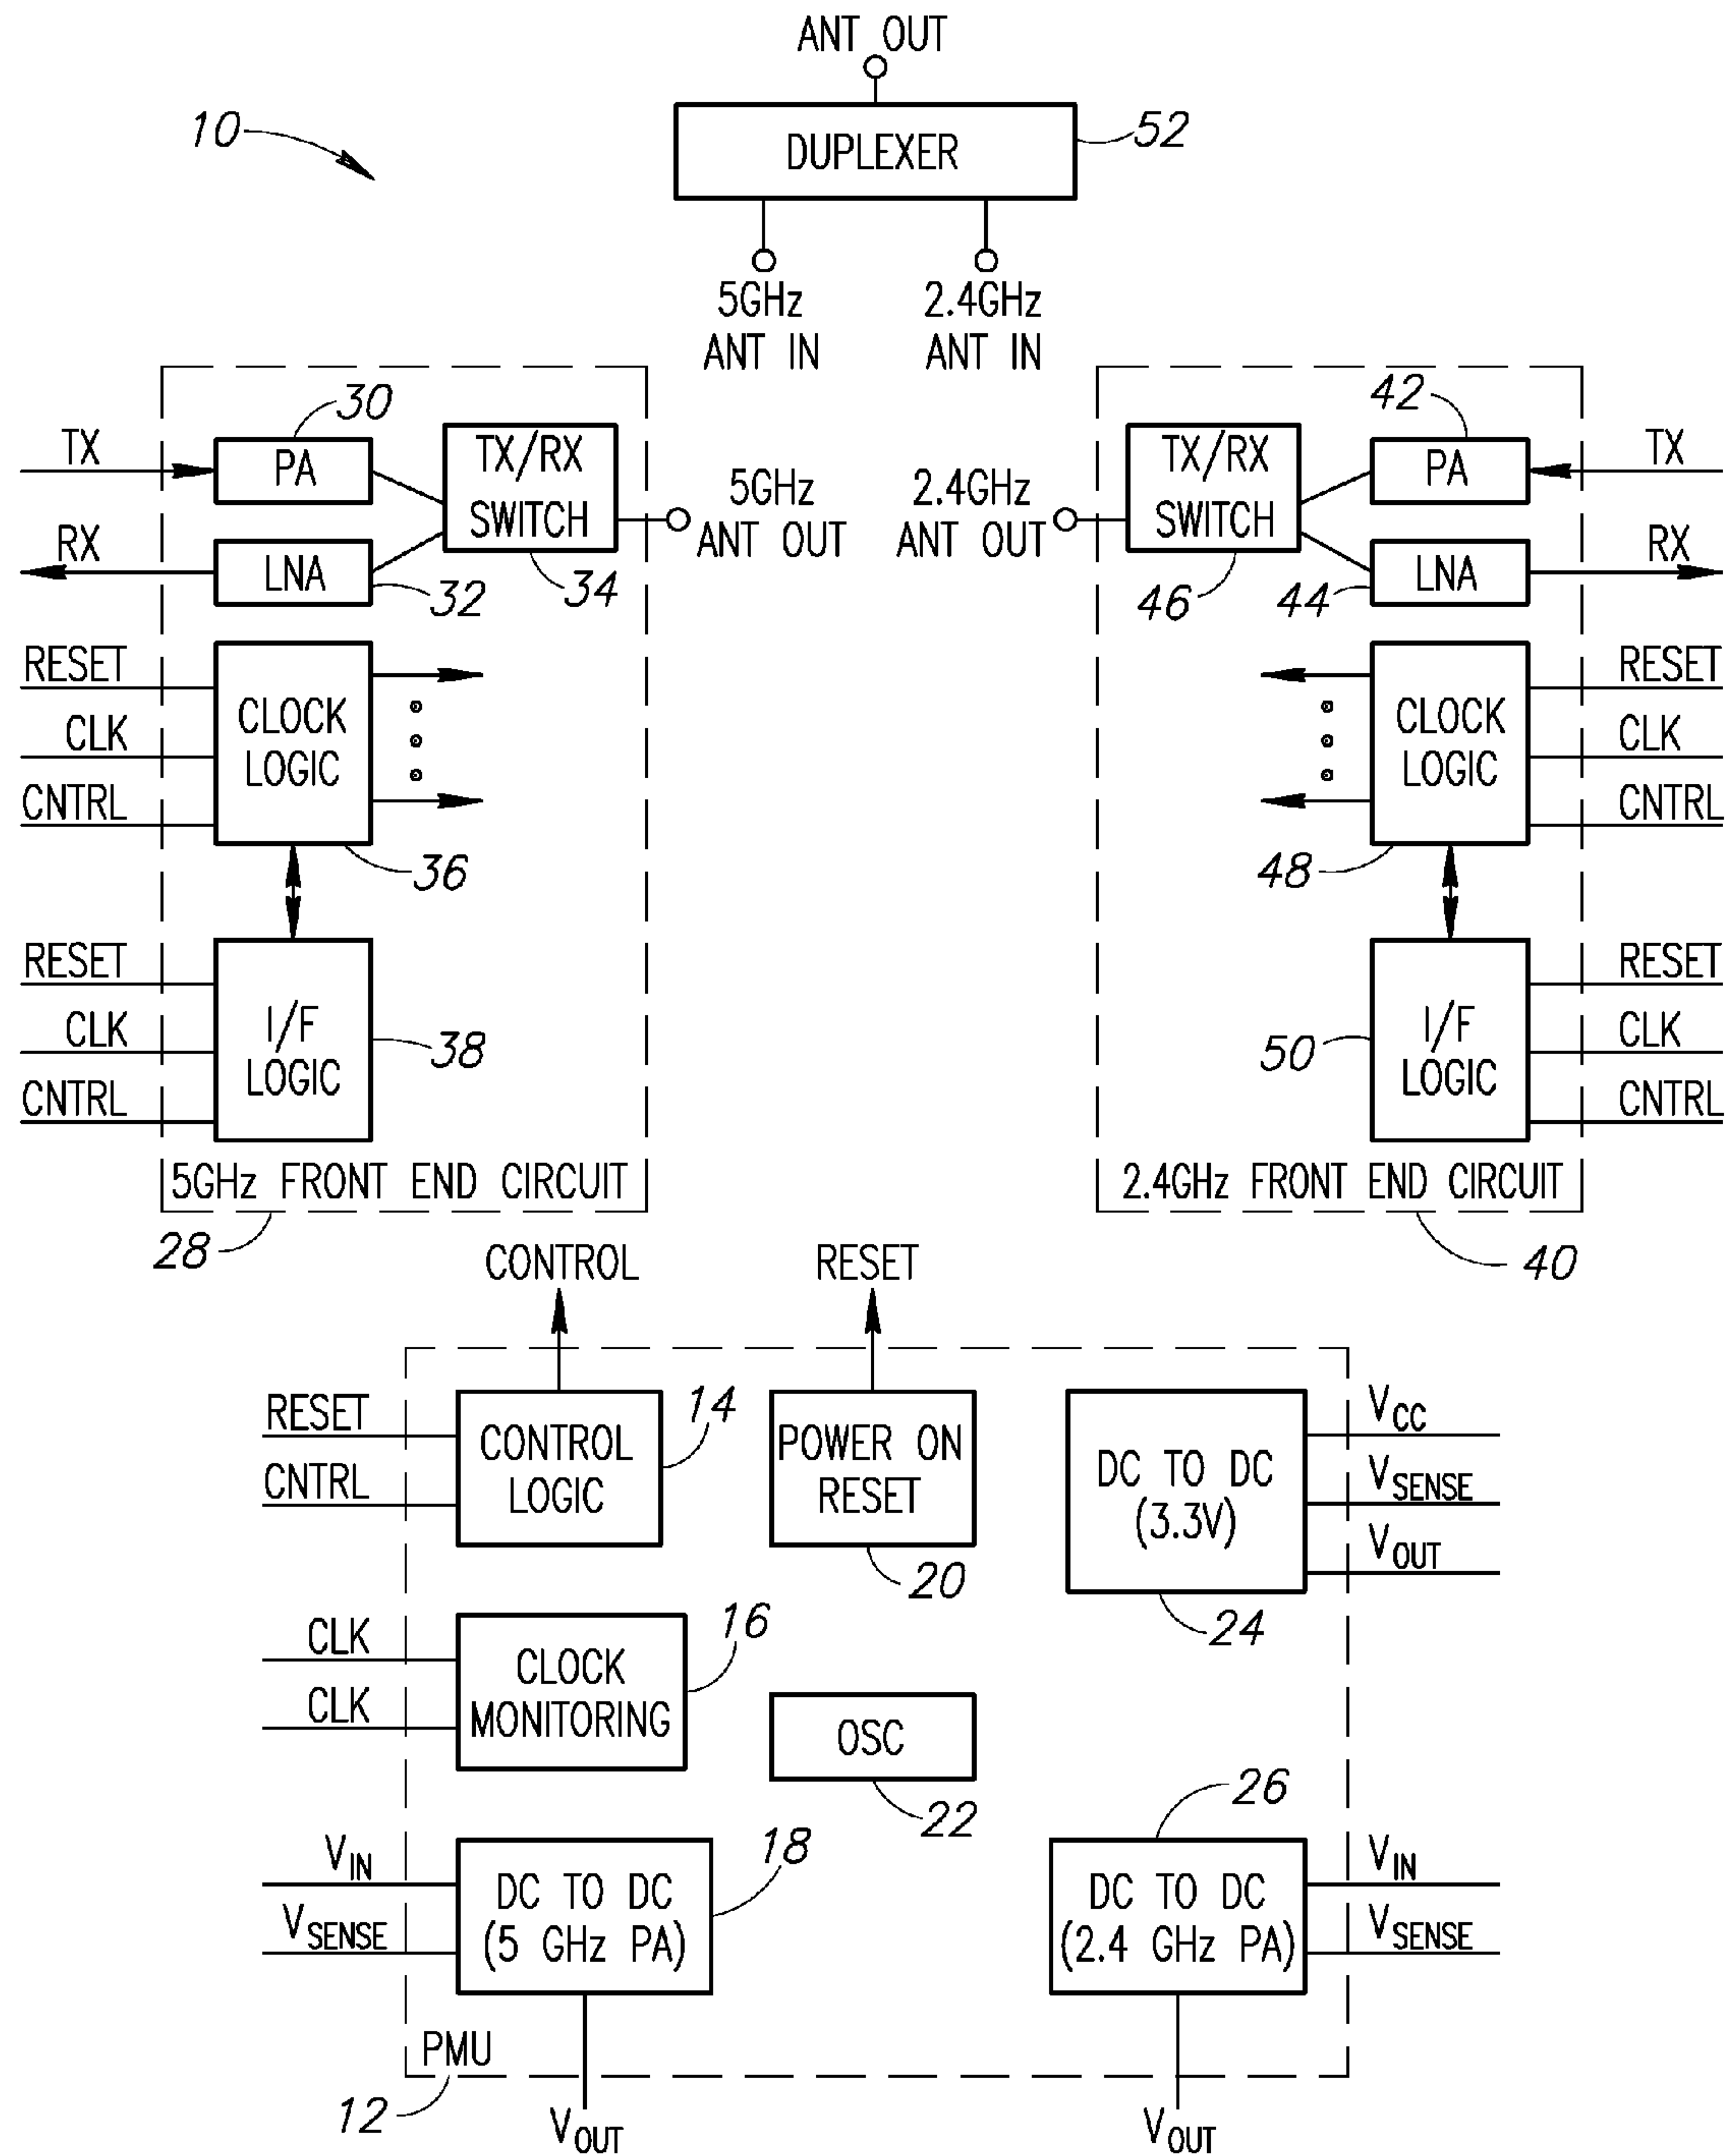 ANT OUT
10
DUPLEXER
52
5GHz
ANT IN
2.4GHz
ANT IN
TX
30
PA
TX/RX
SWITCH
34
5GHz
ANT OUT
RX
LNA
32
RESET
CLK
CNTRL
CLOCK
LOGIC
36
RESET
CLK
CNTRL
I/F
LOGIC
38
5GHz FRONT END CIRCUIT
28
2.4GHz
ANT OUT
TX/RX
SWITCH
46
42
PA
TX
44
LNA
RX
CLOCK
LOGIC
48
RESET
CLK
CNTRL
50
I/F
LOGIC
RESET
CLK
CNTRL
2.4GHz FRONT END CIRCUIT
40
CONTROL
RESET
RESET
CNTRL
CONTROL
LOGIC
14
POWER ON
RESET
20
DC TO DC
(3.3V)
24
VCC
VSENSE
VOUT
CLK
CLK
CLOCK
MONITORING
16
OSC
22
VIN
VSENSE
DC TO DC
(5 GHz PA)
18
26
DC TO DC
(2.4 GHz PA)
VIN
VSENSE
PMU
12
VOUT
VOUT